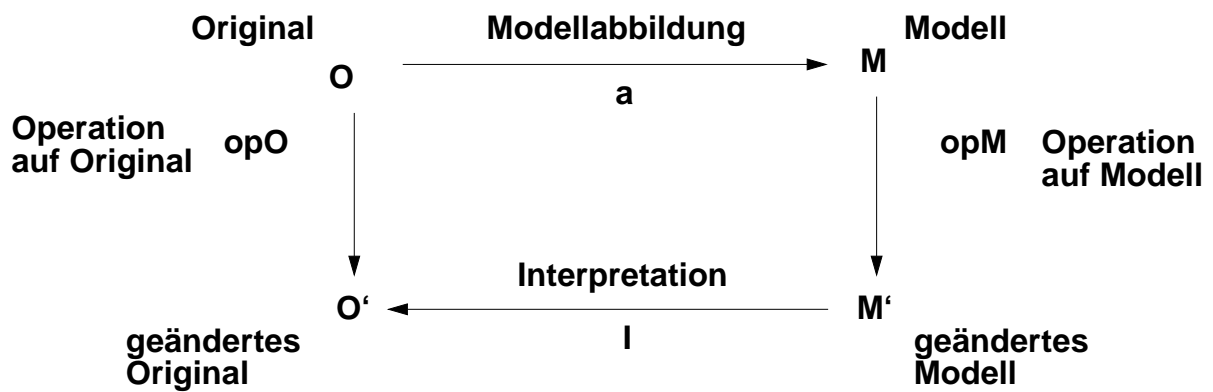 Original
Modellabbildung
Modell
O
M
a
Operation
auf Original
opO
opM
Operation
auf Modell
Interpretation
O‘
M‘
I
geändertes
Original
geändertes
Modell